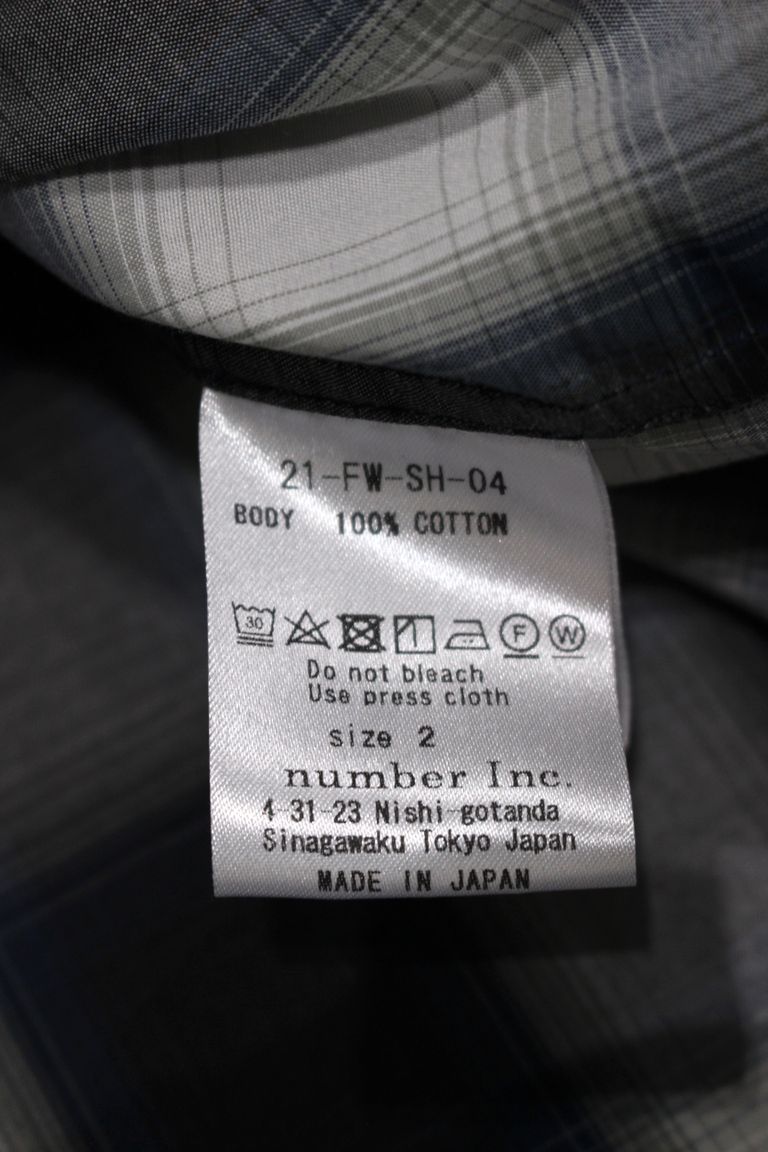 21-FW-SH-04
BODY 100% COTTON
30 F W
Do not bleach
Use press cloth
size 2
number Inc.
4-31-23 Nishi-gotanda
Sinagawaku Tokyo Japan
MADE IN JAPAN